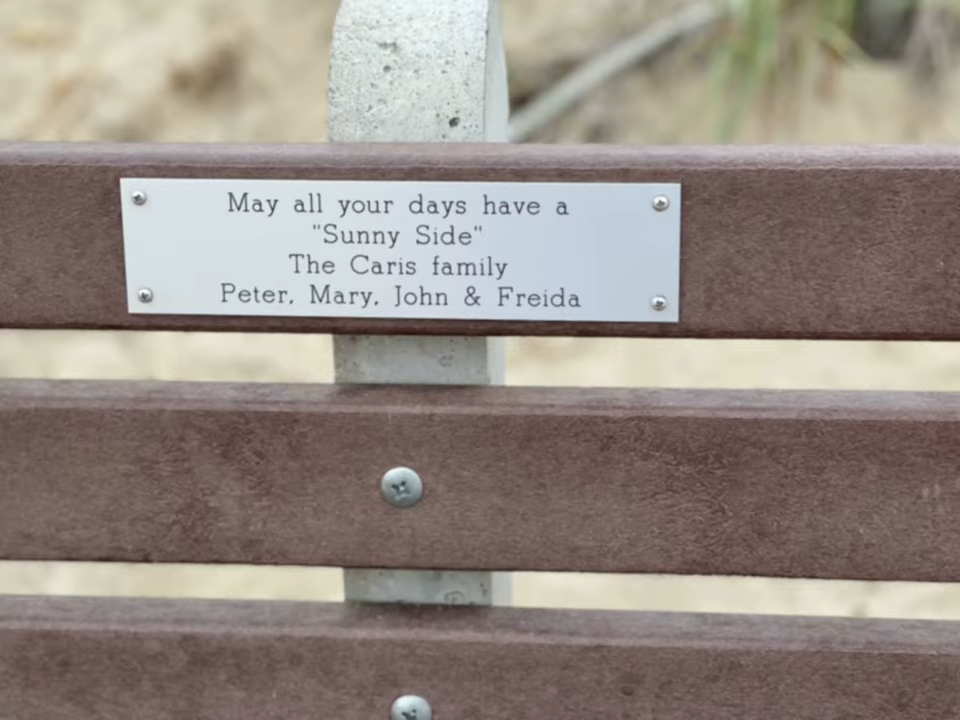 May all your days have a
"Sunny Side"
The Caris family
Peter, Mary, John & Freida